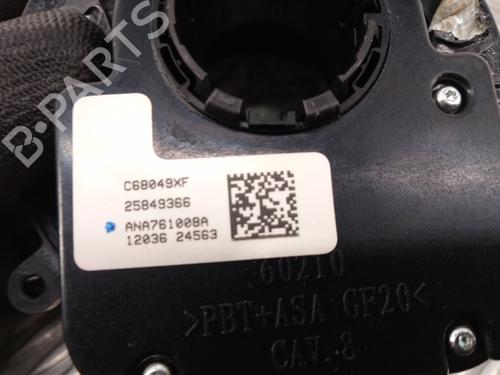 B-PARTS
C68049XF
25849366
ANA761008A
12036 24563
60210
>PBT+ASA GF20<
CAV.8